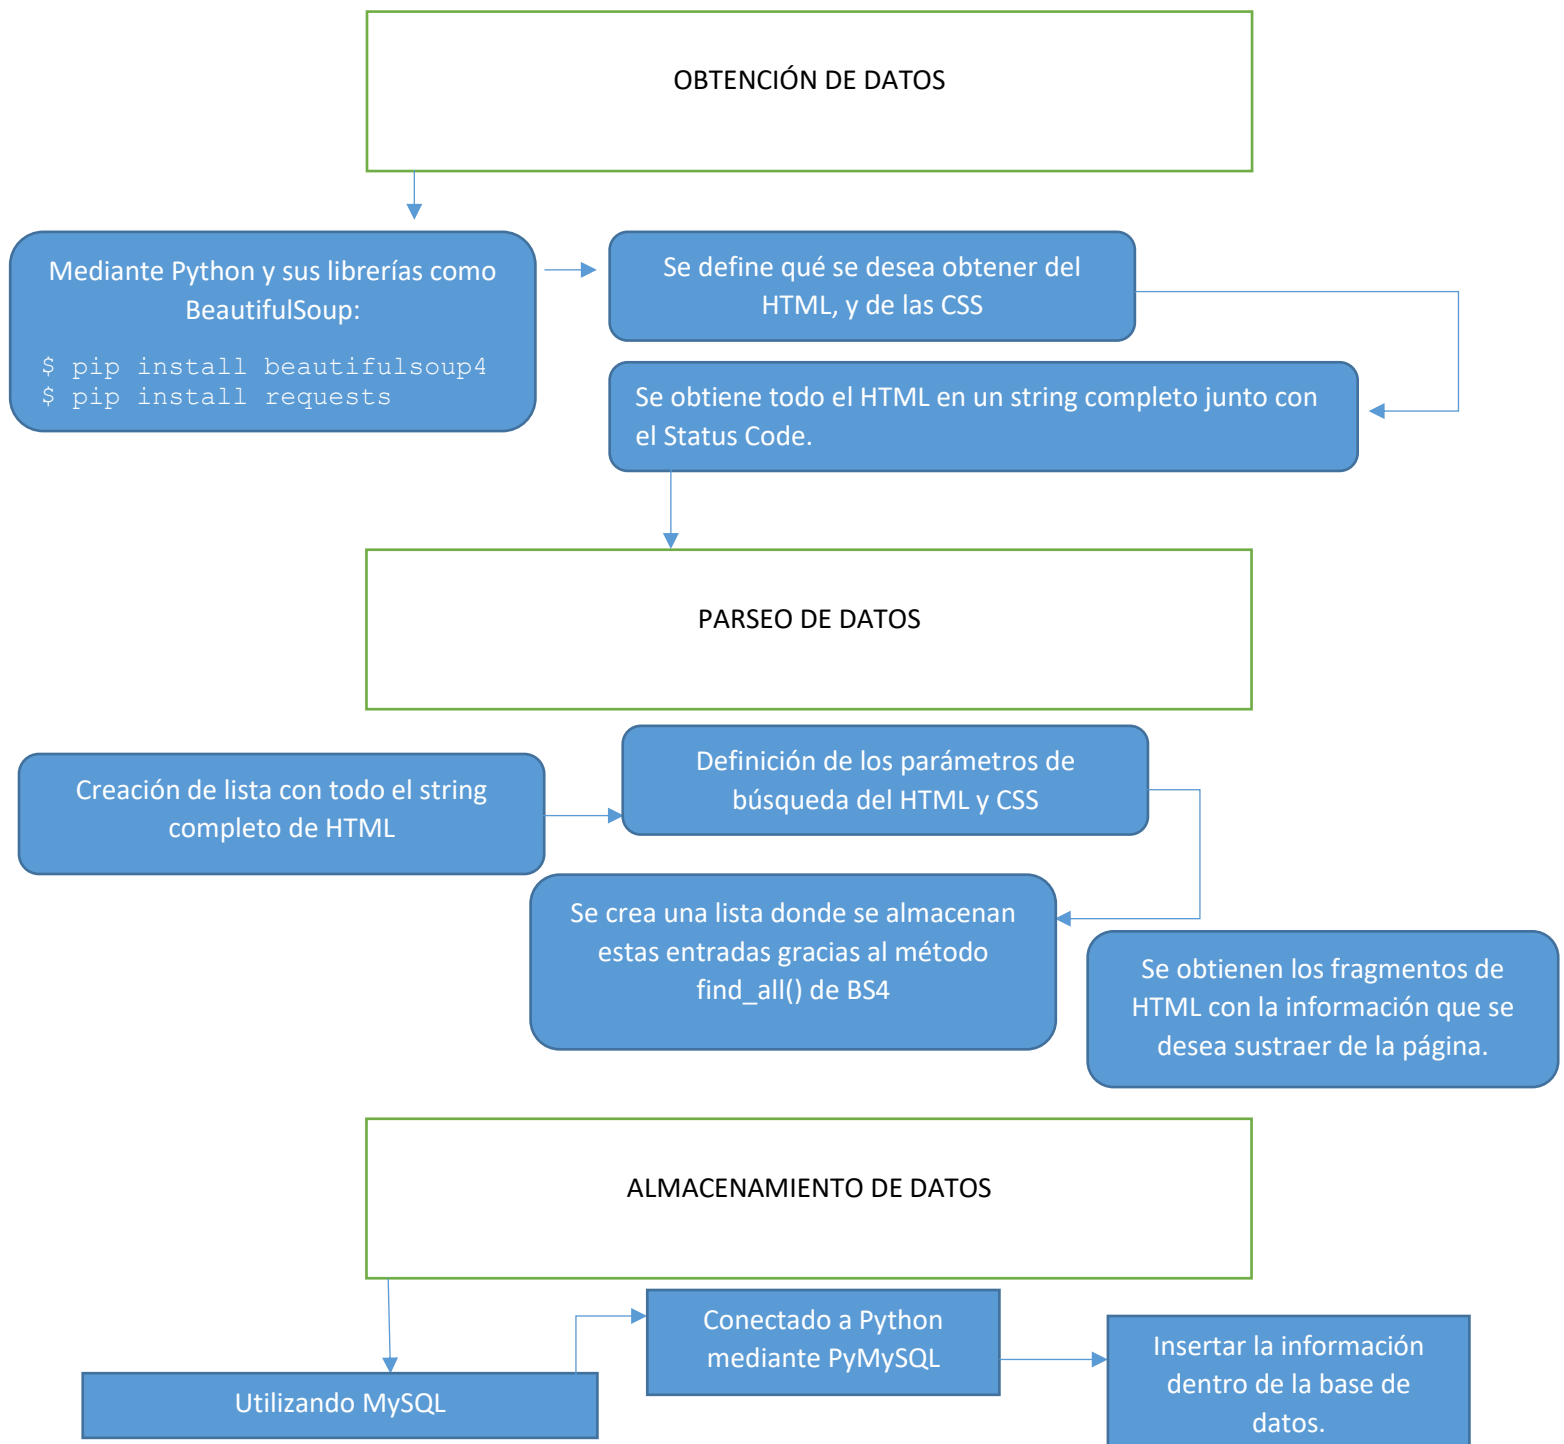 OBTENCIÓN DE DATOS
Mediante Python y sus librerías como
BeautifulSoup:
$ pip install beautifulsoup4
$ pip install requests
Se define qué se desea obtener del
HTML, y de las CSS
Se obtiene todo el HTML en un string completo junto con
el Status Code.
PARSEO DE DATOS
Creación de lista con todo el string
completo de HTML
Definición de los parámetros de
búsqueda del HTML y CSS
Se crea una lista donde se almacenan
estas entradas gracias al método
find_all() de BS4
Se obtienen los fragmentos de
HTML con la información que se
desea sustraer de la página.
ALMACENAMIENTO DE DATOS
Utilizando MySQL
Conectado a Python
mediante PyMySQL
Insertar la información
dentro de la base de
datos.